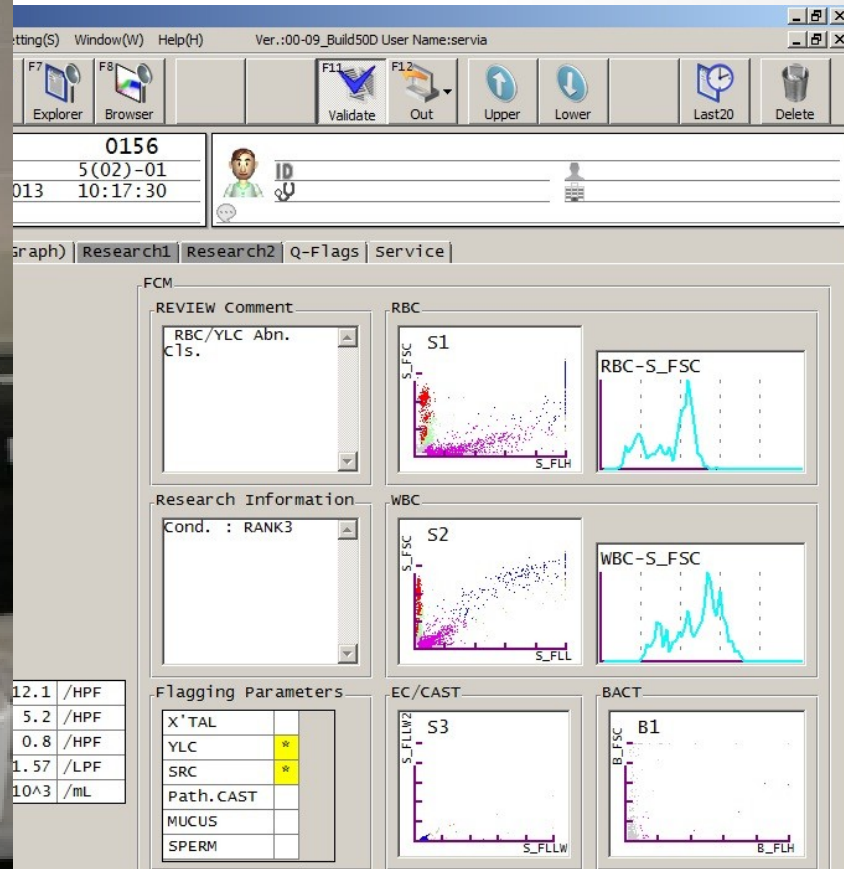 etting(S) Window(W) Help(H) Ver.:00-09_Build50D User Name:servia
F7 F8 F11 F12
Explorer Browser Validate Out Upper Lower Last20 Delete
0156
5(02)-01
013 10:17:30
ID
Graph) Research1 Research2 Q-Flags Service
FCM
REVIEW Comment
RBC/YLC Abn.
Cls.
RBC
S1
S_FSC
S_FLH
RBC-S_FSC
Research Information
Cond. : RANK3
WBC
S2
S_FSC
S_FLL
WBC-S_FSC
12.1 /HPF
5.2 /HPF
0.8 /HPF
1.57 /LPF
10^3 /mL
Flagging Parameters
X'TAL
YLC *
SRC *
Path.CAST
MUCUS
SPERM
EC/CAST
S3
S_FLLW2
S_FLLW
BACT
B1
B_FSC
B_FLH